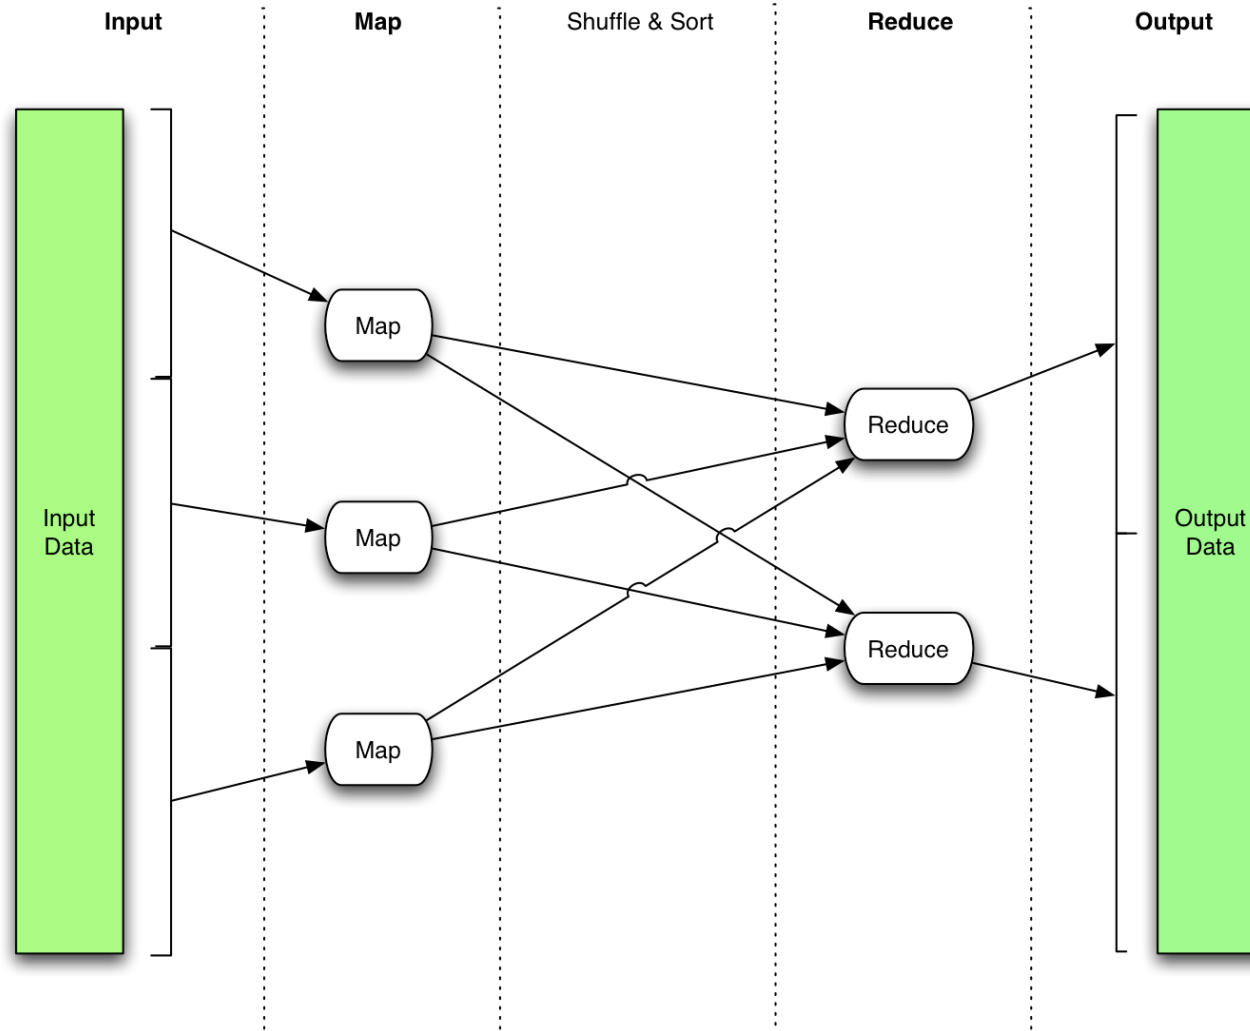 Input
Map
Shuffle & Sort
Reduce
Output
Map
Reduce
Input
Data
Map
Output
Data
Reduce
Map